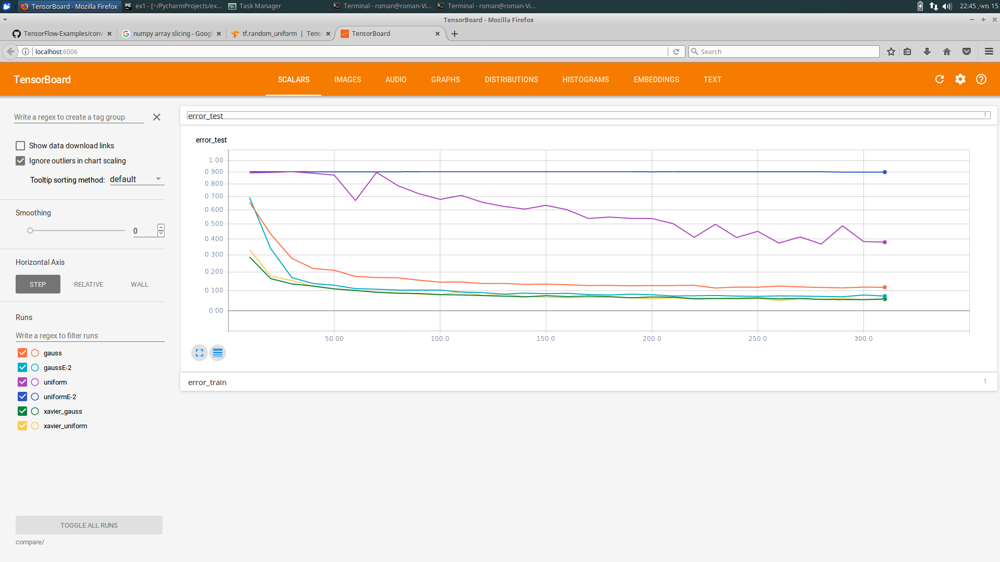 TensorBoard - Mozilla Firefox
ex1 - [~/PycharmProjects/ex...
Task Manager
Terminal - roman@roman-Vi...
Terminal - roman@roman-Vi...
15 מאי, 22:45
TensorBoard - Mozilla Firefox
TensorFlow-Examples/conv
numpy array slicing - Goog
tf.random_uniform | Tens
TensorBoard
localhost:6006
Search
TensorBoard
SCALARS
IMAGES
AUDIO
GRAPHS
DISTRIBUTIONS
HISTOGRAMS
EMBEDDINGS
TEXT
Write a regex to create a tag group
Show data download links
Ignore outliers in chart scaling
Tooltip sorting method: default
Smoothing
0
Horizontal Axis
STEP
RELATIVE
WALL
Runs
Write a regex to filter runs
gauss
gaussE-2
uniform
uniformE-2
xavier_gauss
xavier_uniform
TOGGLE ALL RUNS
compare/
error_test
1
error_test
1.00
0.900
0.800
0.700
0.600
0.500
0.400
0.300
0.200
0.100
0.00
50.00
100.0
150.0
200.0
250.0
300.0
error_train
1